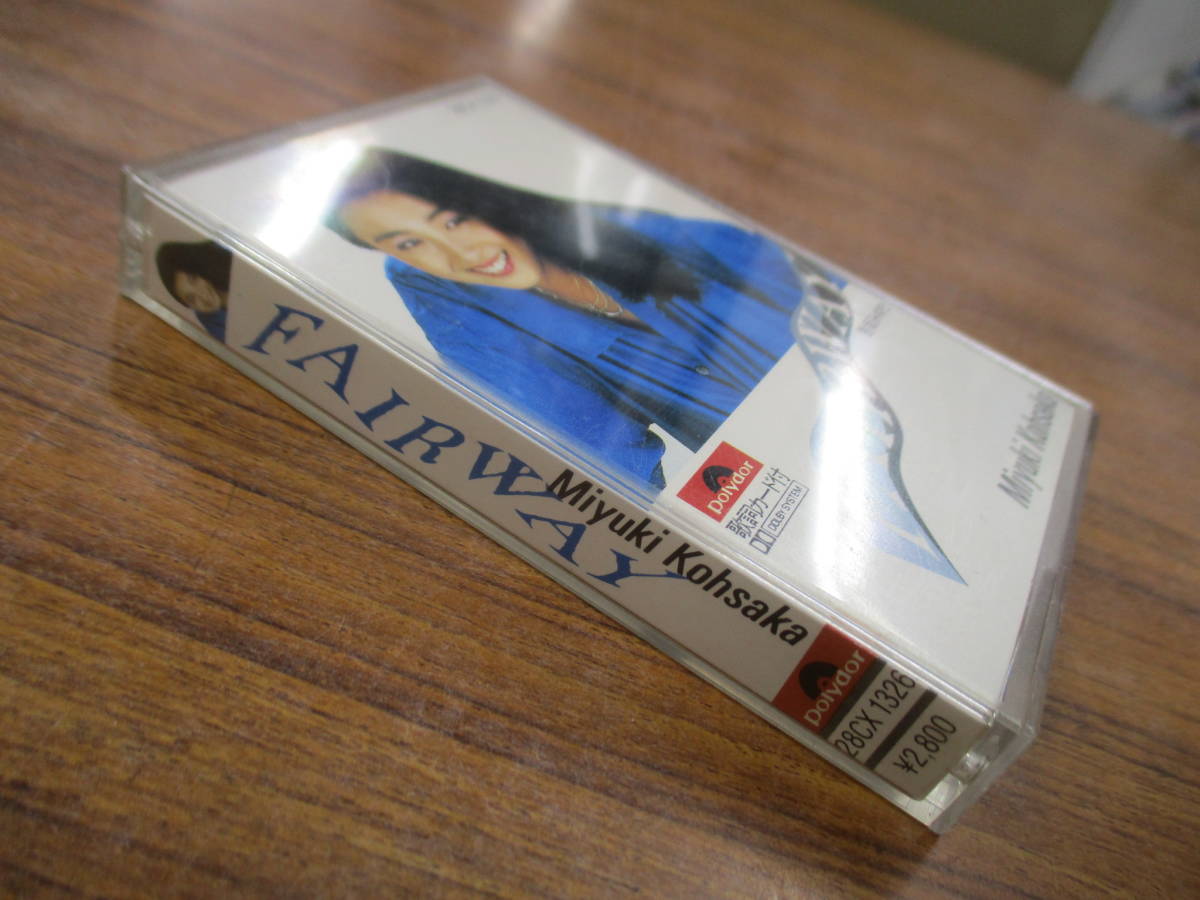 FAIRWAY
Miyuki Kohsaka
Polydor
28CX 1326
¥2,800
Polydor
歌詞カード付
DOLBY SYSTEM
Miyuki Kohsaka